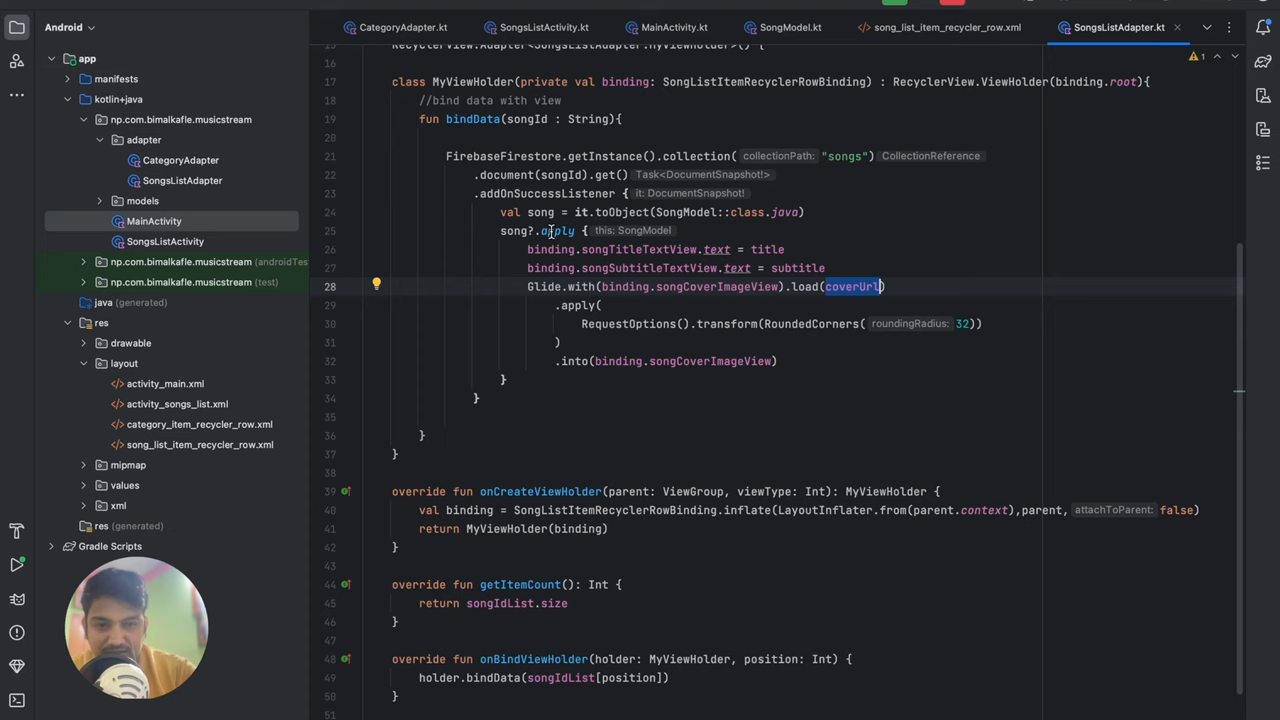 Android
CategoryAdapter.kt
SongsListActivity.kt
MainActivity.kt
SongModel.kt
song_list_item_recycler_row.xml
SongsListAdapter.kt
app
manifests
kotlin+java
np.com.bimalkafle.musicstream
adapter
CategoryAdapter
SongsListAdapter
models
MainActivity
SongsListActivity
np.com.bimalkafle.musicstream (androidTest
np.com.bimalkafle.musicstream (test)
java (generated)
res
drawable
layout
activity_main.xml
activity_songs_list.xml
category_item_recycler_row.xml
song_list_item_recycler_row.xml
mipmap
values
xml
res (generated)
Gradle Scripts
1
15 RecyclerView.Adapter<SongsListAdapter.MyViewHolder>() {
16
17 class MyViewHolder(private val binding: SongListItemRecyclerRowBinding) : RecyclerView.ViewHolder(binding.root){
18 //bind data with view
19 fun bindData(songId : String){
20
21 FirebaseFirestore.getInstance().collection( collectionPath: "songs") CollectionReference
22 .document(songId).get() Task<DocumentSnapshot!>
23 .addOnSuccessListener { it: DocumentSnapshot!
24 val song = it.toObject(SongModel::class.java)
25 song?.apply { this: SongModel
26 binding.songTitleTextView.text = title
27 binding.songSubtitleTextView.text = subtitle
28 Glide.with(binding.songCoverImageView).load(coverUrl)
29 .apply(
30 RequestOptions().transform(RoundedCorners( roundingRadius: 32))
31 )
32 .into(binding.songCoverImageView)
33 }
34 }
35
36 }
37 }
38
39 override fun onCreateViewHolder(parent: ViewGroup, viewType: Int): MyViewHolder {
40 val binding = SongListItemRecyclerRowBinding.inflate(LayoutInflater.from(parent.context),parent, attachToParent: false)
41 return MyViewHolder(binding)
42 }
43
44 override fun getItemCount(): Int {
45 return songIdList.size
46 }
47
48 override fun onBindViewHolder(holder: MyViewHolder, position: Int) {
49 holder.bindData(songIdList[position])
50 }
51